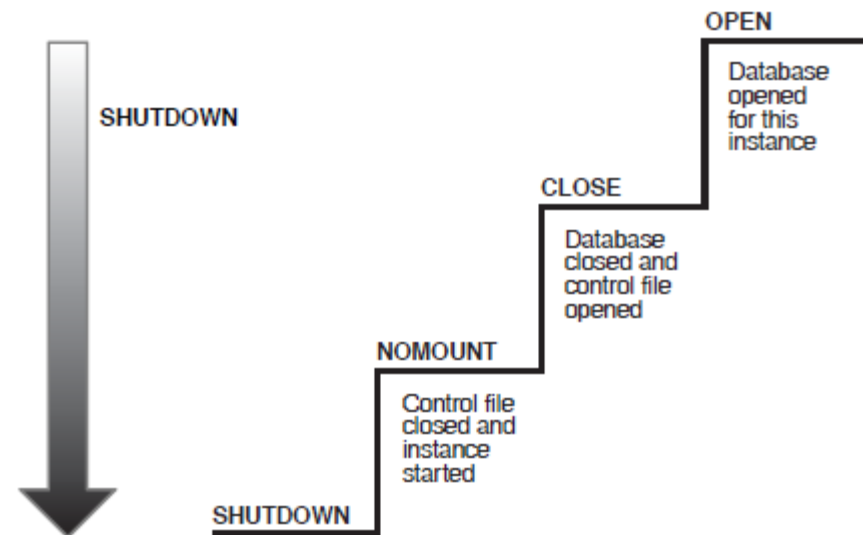 OPEN
Database
opened
for this
instance
SHUTDOWN
CLOSE
Database
closed and
control file
opened
NOMOUNT
Control file
closed and
instance
started
SHUTDOWN